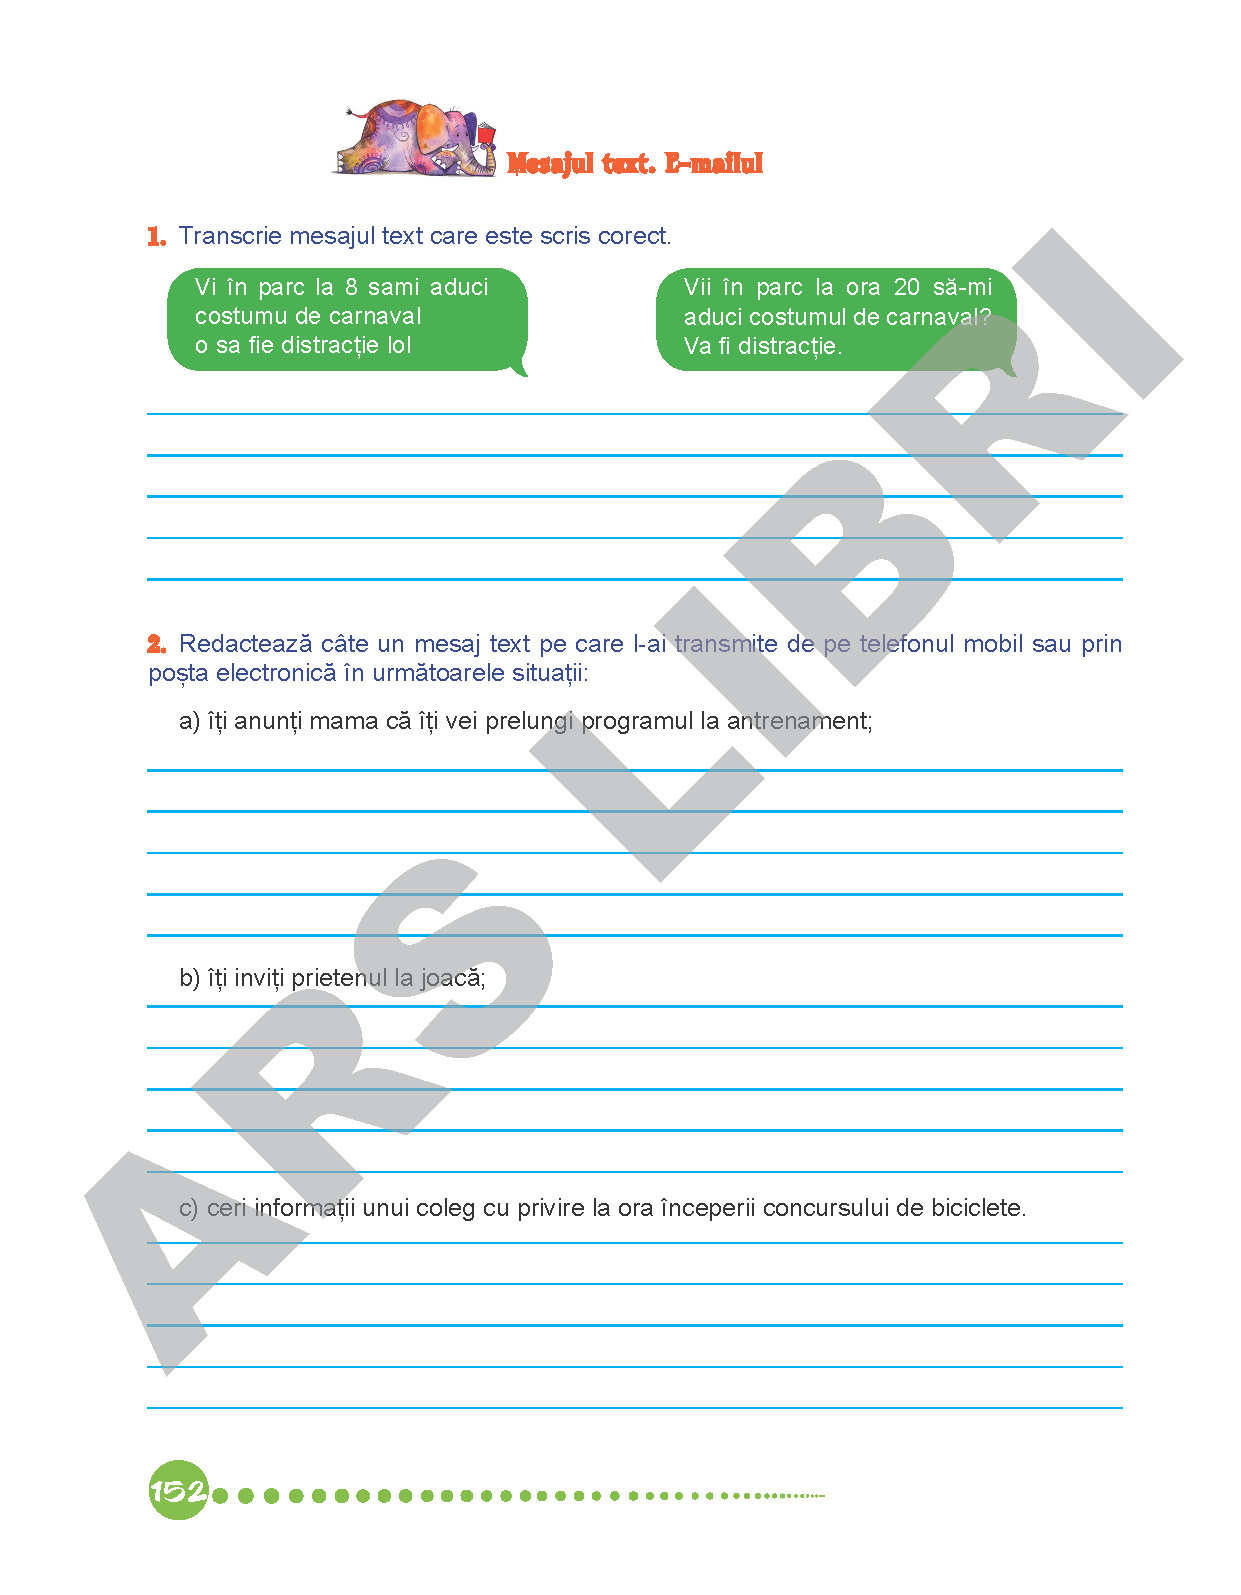 Mesajul text. E-mailul
1. Transcrie mesajul text care este scris corect.
Vi în parc la 8 sami aduci
costumu de carnaval
o sa fie distracție lol
Vii în parc la ora 20 să-mi
aduci costumul de carnaval?
Va fi distracție.
2. Redactează câte un mesaj text pe care l-ai transmite de pe telefonul mobil sau prin
poșta electronică în următoarele situații:
a) îți anunți mama că îți vei prelungi programul la antrenament;
b) îți inviți prietenul la joacă;
c) ceri informații unui coleg cu privire la ora începerii concursului de biciclete.
ARS LIBRI
152